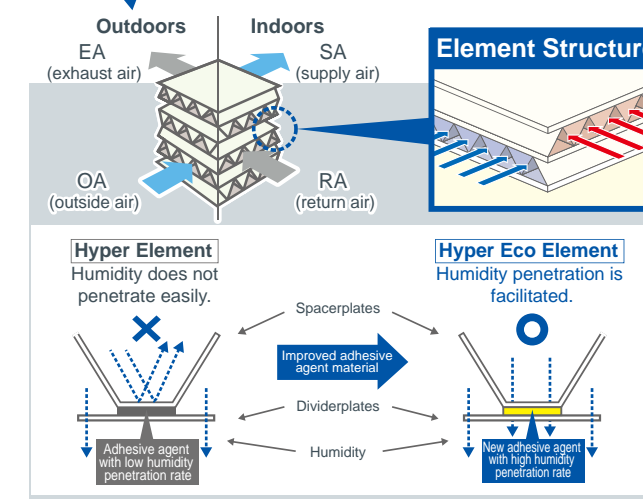 Outdoors
Indoors
EA
(exhaust air)
SA
(supply air)
Element Structure
OA
(outside air)
RA
(return air)
Hyper Element
Humidity does not
penetrate easily.
Hyper Eco Element
Humidity penetration is
facilitated.
Spacerplates
Improved adhesive
agent material
Dividerplates
Humidity
Adhesive agent
with low humidity
penetration rate
New adhesive agent
with high humidity
penetration rate